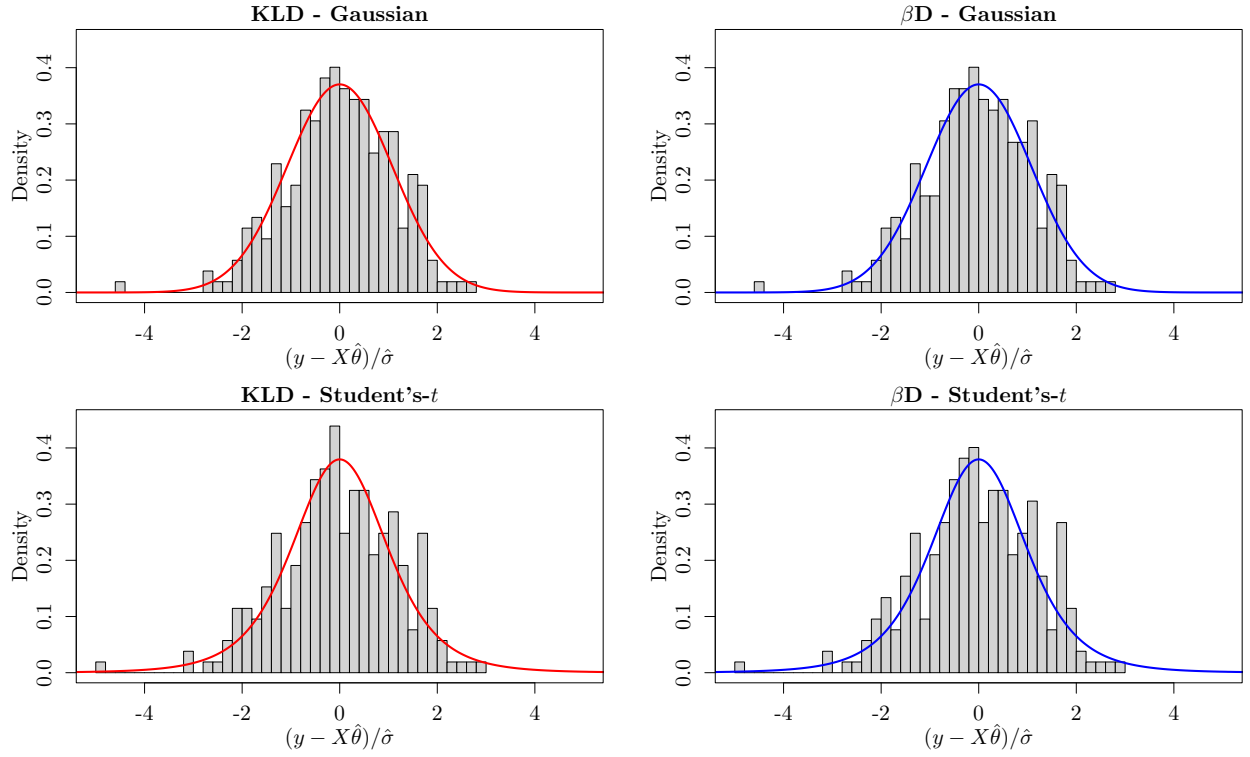 KLD - Gaussian
Density
0.0 0.1 0.2 0.3 0.4
-4 -2 0 2 4
(y − Xθ̂)/σ̂
βD - Gaussian
Density
0.0 0.1 0.2 0.3 0.4
-4 -2 0 2 4
(y − Xθ̂)/σ̂
KLD - Student's-t
Density
0.0 0.1 0.2 0.3 0.4
-4 -2 0 2 4
(y − Xθ̂)/σ̂
βD - Student's-t
Density
0.0 0.1 0.2 0.3 0.4
-4 -2 0 2 4
(y − Xθ̂)/σ̂